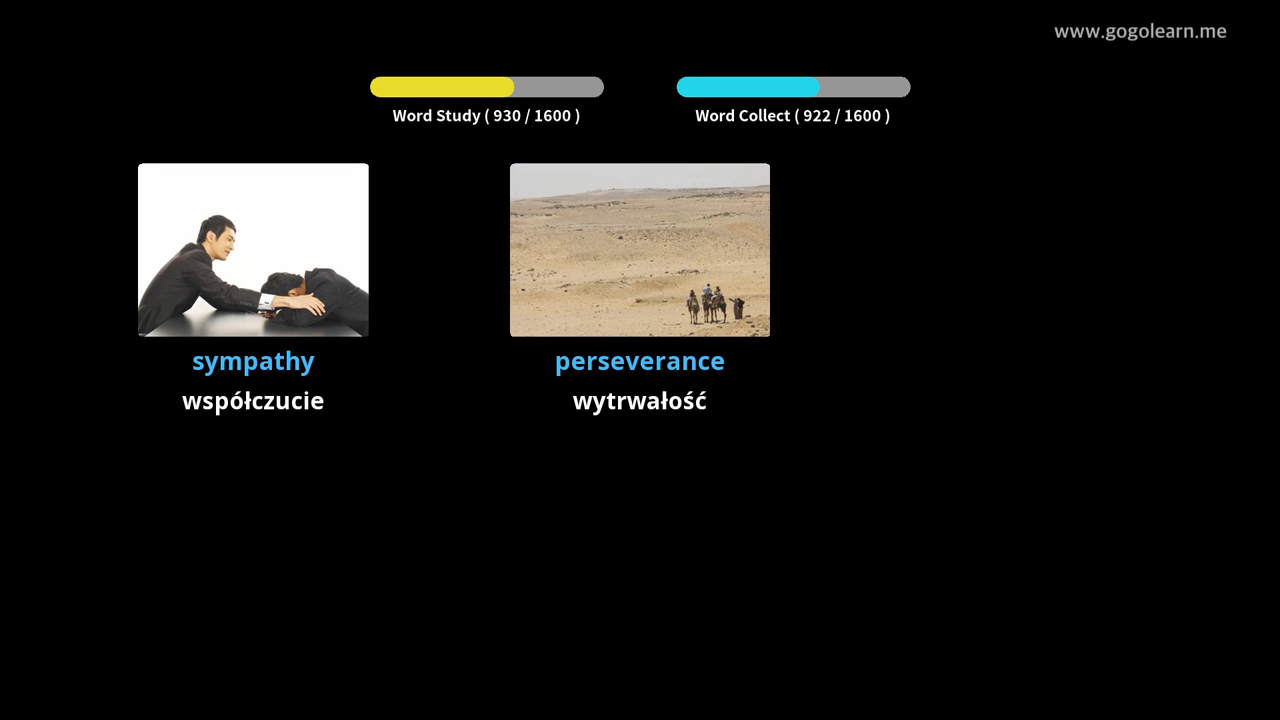 www.gogolearn.me
Word Study ( 930 / 1600 )
Word Collect ( 922 / 1600 )
sympathy
współczucie
perseverance
wytrwałość